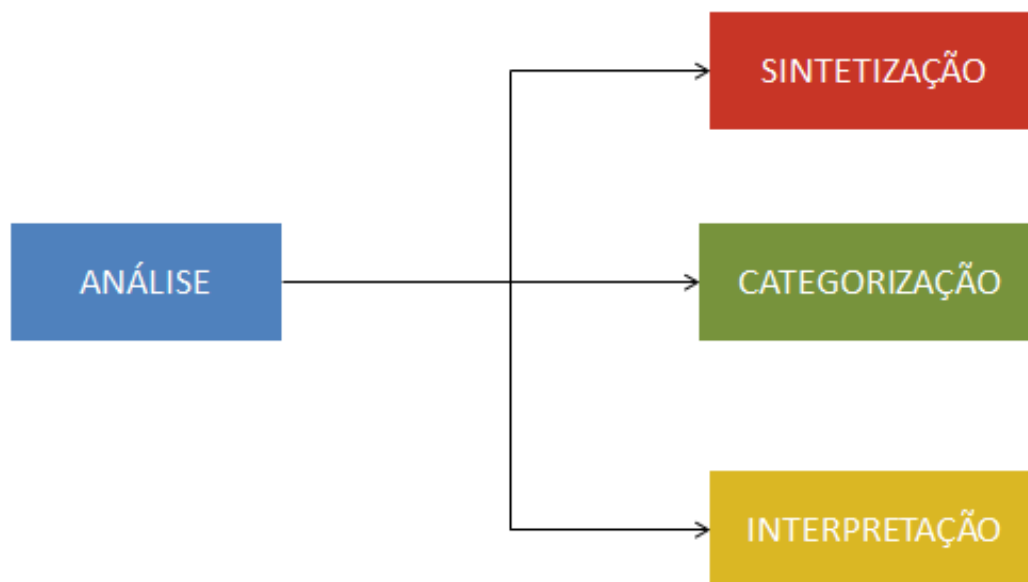 SINTETIZAÇÃO
ANÁLISE
CATEGORIZAÇÃO
INTERPRETAÇÃO